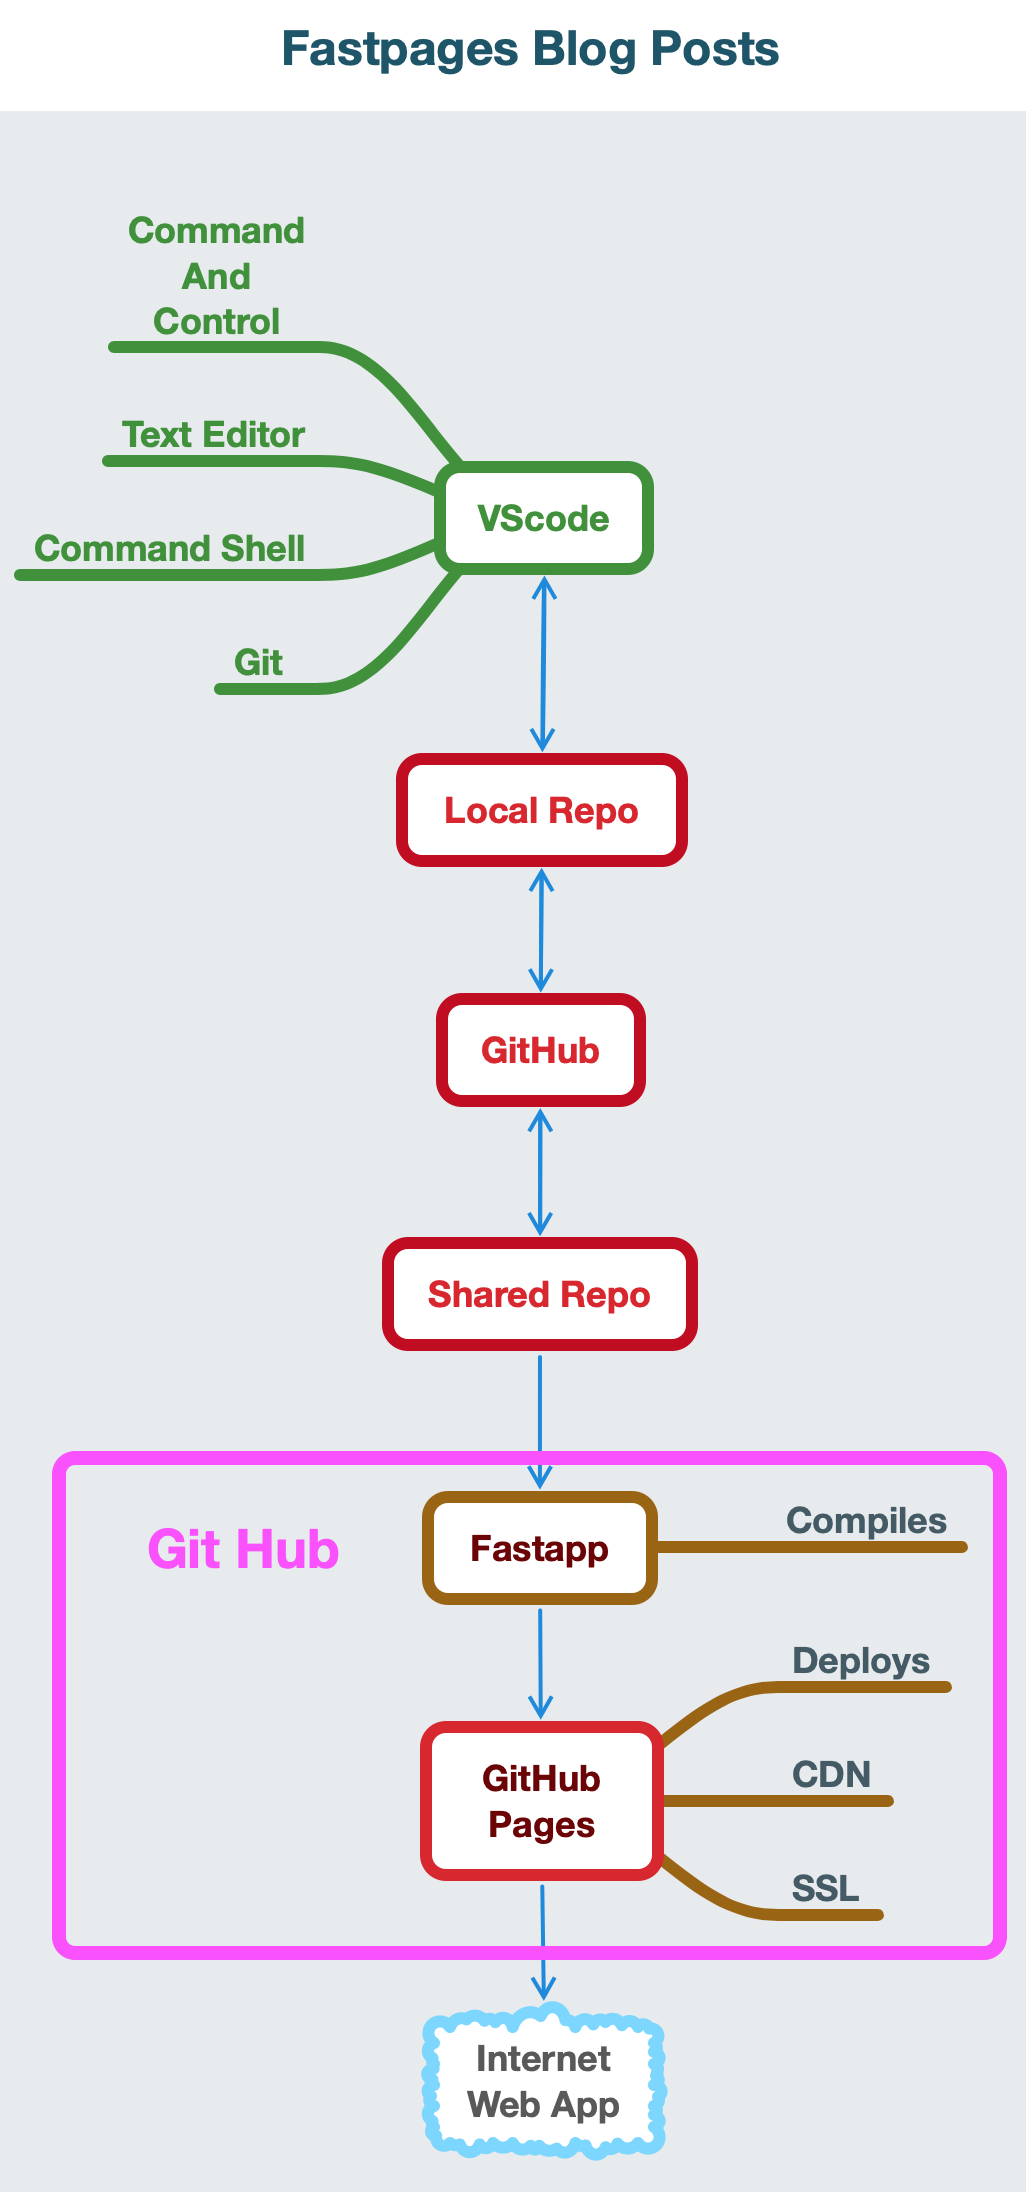 Fastpages Blog Posts
Command
And
Control
Text Editor
Command Shell
Git
VScode
Local Repo
GitHub
Shared Repo
Git Hub
Fastapp
Compiles
GitHub
Pages
Deploys
CDN
SSL
Internet
Web App